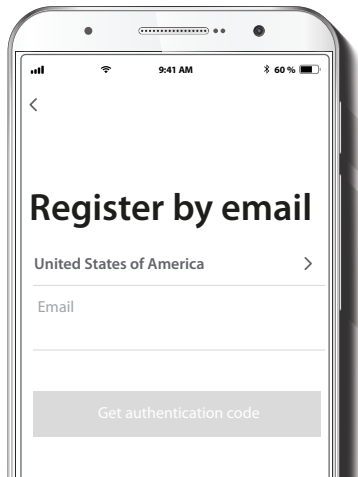 9:41 AM 60 %
Register by email
United States of America
Email
Get authentication code